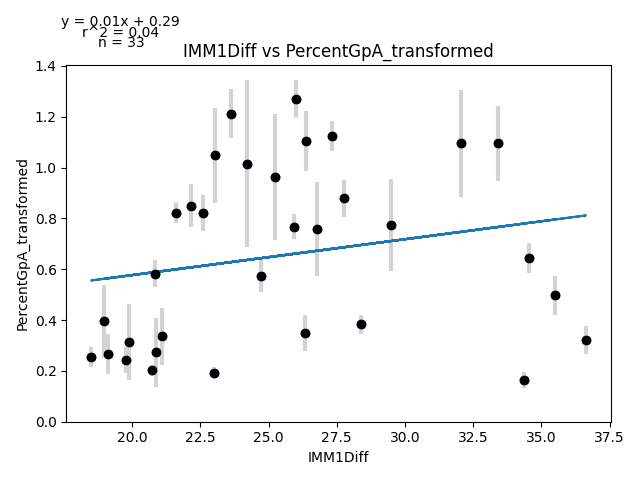 y = 0.01x + 0.29
r^2 = 0.04
n = 33
IMM1Diff vs PercentGpA_transformed
1.4
1.2
1.0
0.8
0.6
0.4
0.2
0.0
PercentGpA_transformed
20.0 22.5 25.0 27.5 30.0 32.5 35.0 37.5
IMM1Diff